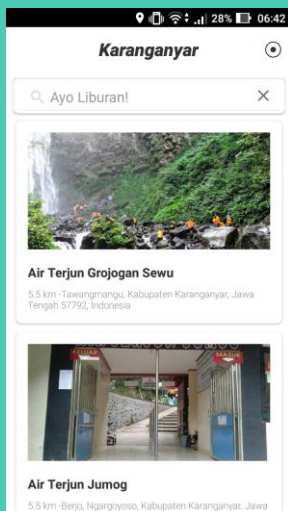 28% 06:42
Karanganyar
Ayo Liburan!
Air Terjun Grojogan Sewu
5.5 km -Tawangmangu, Kabupaten Karanganyar, Jawa
Tengah 57792, Indonesia
KELUAR
MASUK
Air Terjun Jumog
5.5 km -Berjo, Ngargoyoso, Kabupaten Karanganyar, Jawa